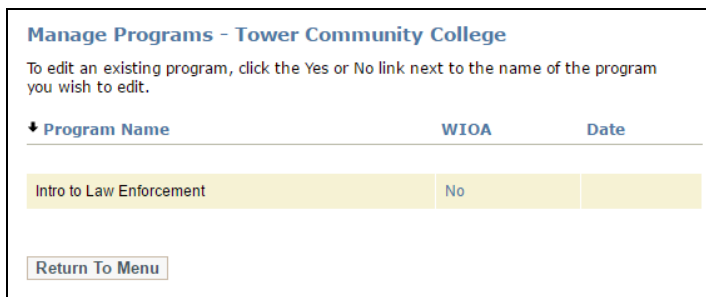 Manage Programs - Tower Community College
To edit an existing program, click the Yes or No link next to the name of the program
you wish to edit.
Program Name WIOA Date
Intro to Law Enforcement No
Return To Menu